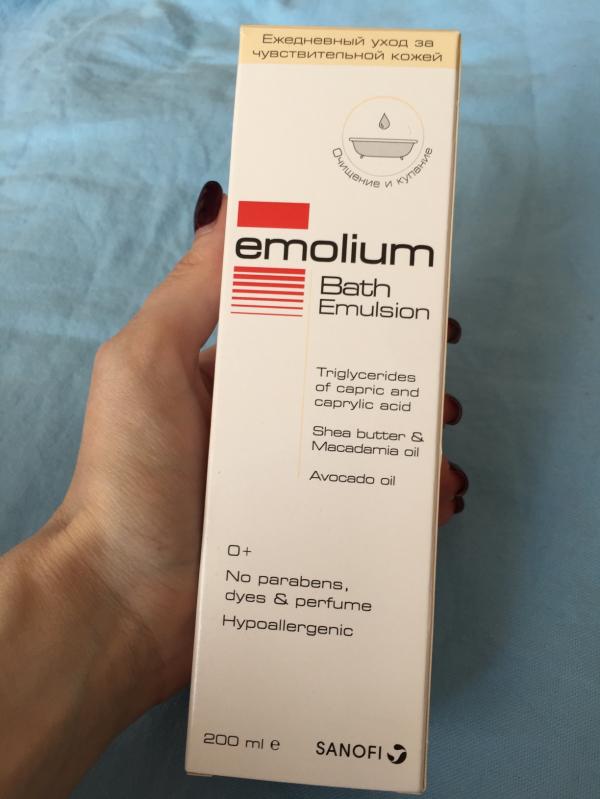 Ежедневный уход за
чувствительной кожей
Очищение и купание
emolium
Bath
Emulsion
Triglycerides
of capric and
caprylic acid
Shea butter &
Macadamia oil
Avocado oil
0+
No parabens,
dyes & perfume
Hypoallergenic
200 ml e
SANOFI